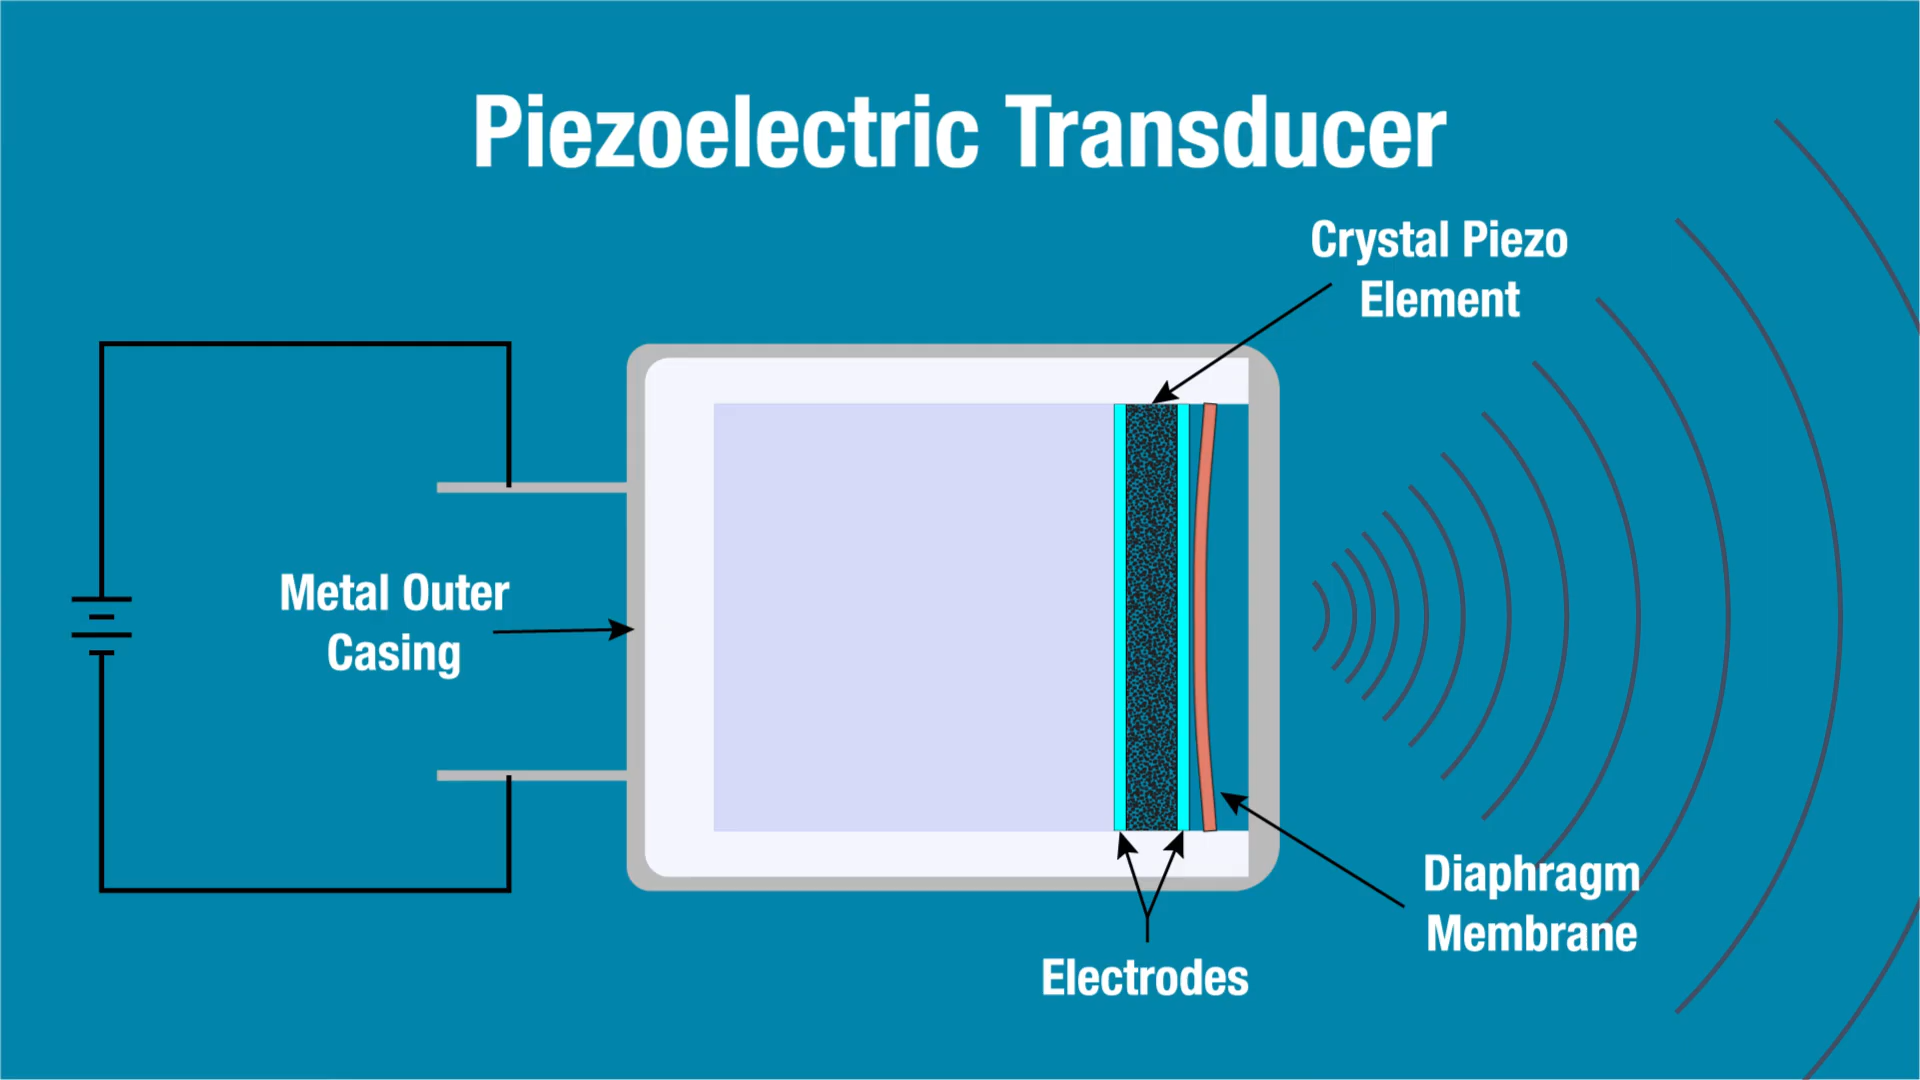 Piezoelectric Transducer
Crystal Piezo
Element
Metal Outer
Casing
Diaphragm
Membrane
Electrodes